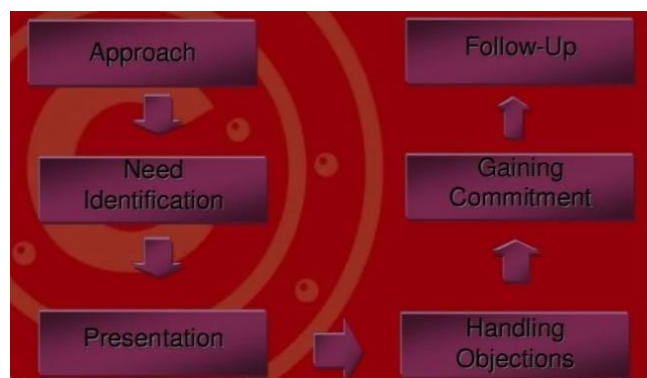 Approach
Need
Identification
Presentation
Handling
Objections
Gaining
Commitment
Follow-Up